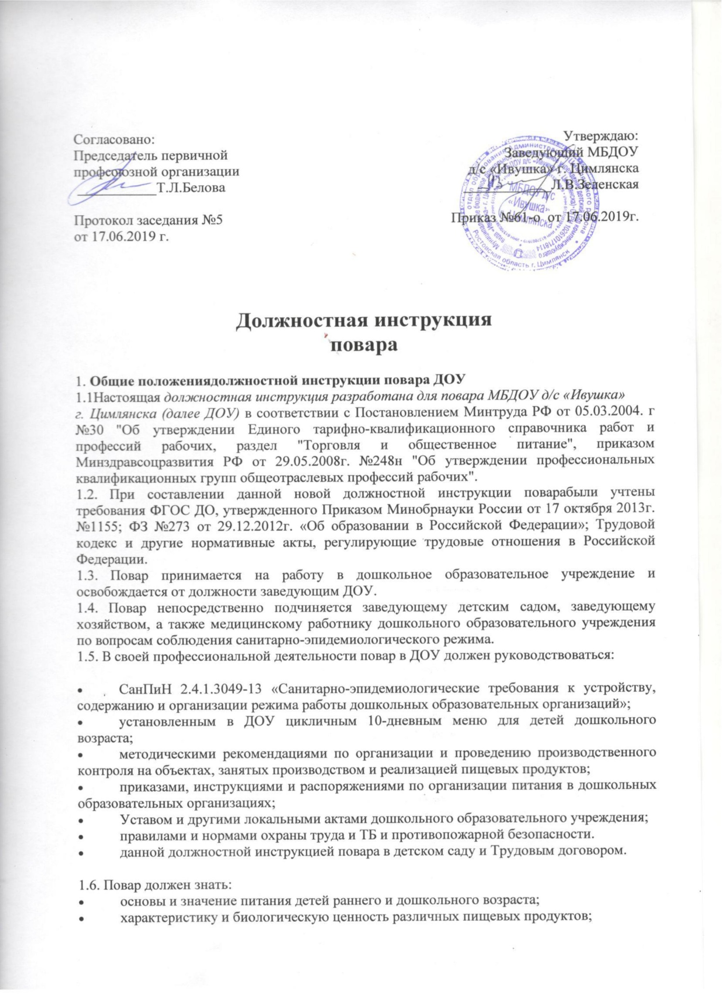 Согласовано:
Председатель первичной
профсоюзной организации
____________Т.Л.Белова
Протокол заседания №5
от 17.06.2019 г.
Утверждаю:
Заведующий МБДОУ
д/с «Ивушка» г. Цимлянска
_____________Л.В.Зеленская
Приказ №61-о от 17.06.2019г.
МБДОУ д/с
«Ивушка»
г. Цимлянска
Ростовская область г. Цимлянск
Должностная инструкция
повара
1. Общие положениядолжностной инструкции повара ДОУ
1.1Настоящая должностная инструкция разработана для повара МБДОУ д/с «Ивушка»
г. Цимлянска (далее ДОУ) в соответствии с Постановлением Минтруда РФ от 05.03.2004. г
№30 "Об утверждении Единого тарифно-квалификационного справочника работ и
профессий рабочих, раздел "Торговля и общественное питание", приказом
Минздравсоцразвития РФ от 29.05.2008г. №248н "Об утверждении профессиональных
квалификационных групп общеотраслевых профессий рабочих".
1.2. При составлении данной новой должностной инструкции поварабыли учтены
требования ФГОС ДО, утвержденного Приказом Минобрнауки России от 17 октября 2013г.
№1155; ФЗ №273 от 29.12.2012г. «Об образовании в Российской Федерации»; Трудовой
кодекс и другие нормативные акты, регулирующие трудовые отношения в Российской
Федерации.
1.3. Повар принимается на работу в дошкольное образовательное учреждение и
освобождается от должности заведующим ДОУ.
1.4. Повар непосредственно подчиняется заведующему детским садом, заведующему
хозяйством, а также медицинскому работнику дошкольного образовательного учреждения
по вопросам соблюдения санитарно-эпидемиологического режима.
1.5. В своей профессиональной деятельности повар в ДОУ должен руководствоваться:
• СанПиН 2.4.1.3049-13 «Санитарно-эпидемиологические требования к устройству,
содержанию и организации режима работы дошкольных образовательных организаций»;
• установленным в ДОУ цикличным 10-дневным меню для детей дошкольного
возраста;
• методическими рекомендациями по организации и проведению производственного
контроля на объектах, занятых производством и реализацией пищевых продуктов;
• приказами, инструкциями и распоряжениями по организации питания в дошкольных
образовательных организациях;
• Уставом и другими локальными актами дошкольного образовательного учреждения;
• правилами и нормами охраны труда и ТБ и противопожарной безопасности.
• данной должностной инструкцией повара в детском саду и Трудовым договором.
1.6. Повар должен знать:
• основы и значение питания детей раннего и дошкольного возраста;
• характеристику и биологическую ценность различных пищевых продуктов;